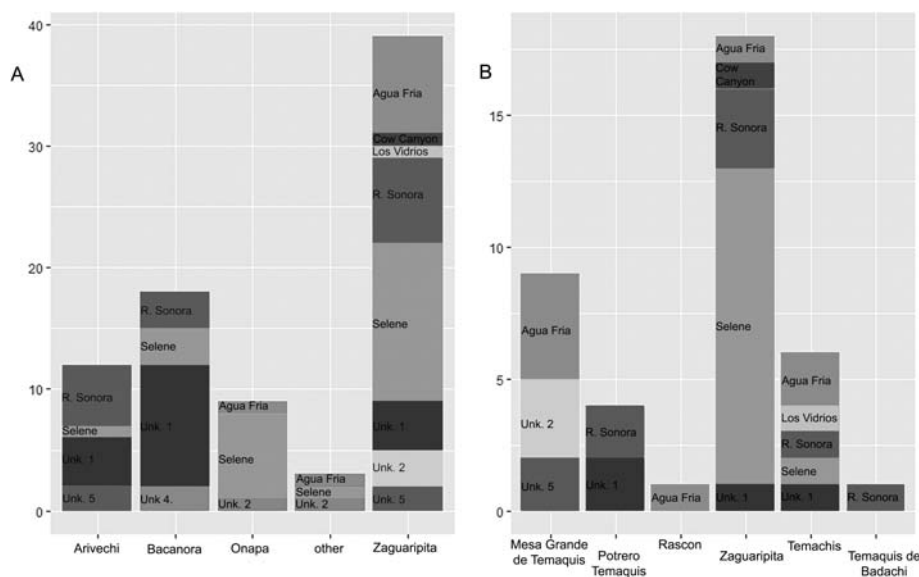 A
40
30
20
10
0
R. Sonora
Selene
Unk. 1
Unk. 5
R. Sonora
Selene
Unk. 1
Unk 4.
Agua Fria
Selene
Unk. 2
Agua Fria
Selene
Unk. 2
Agua Fria
Cow Canyon
Los Vidrios
R. Sonora
Selene
Unk. 1
Unk. 2
Unk. 5
Arivechi
Bacanora
Onapa
other
Zaguaripita
B
15
10
5
0
Agua Fria
Unk. 2
Unk. 5
R. Sonora
Unk. 1
Agua Fria
Agua Fria
Cow
Canyon
R. Sonora
Selene
Unk. 1
Agua Fria
Los Vidrios
R. Sonora
Selene
Unk. 1
R. Sonora
Mesa Grande
de Temaquis
Potrero
Temaquis
Rascon
Zaguaripita
Temachis
Temaquis de
Badachi